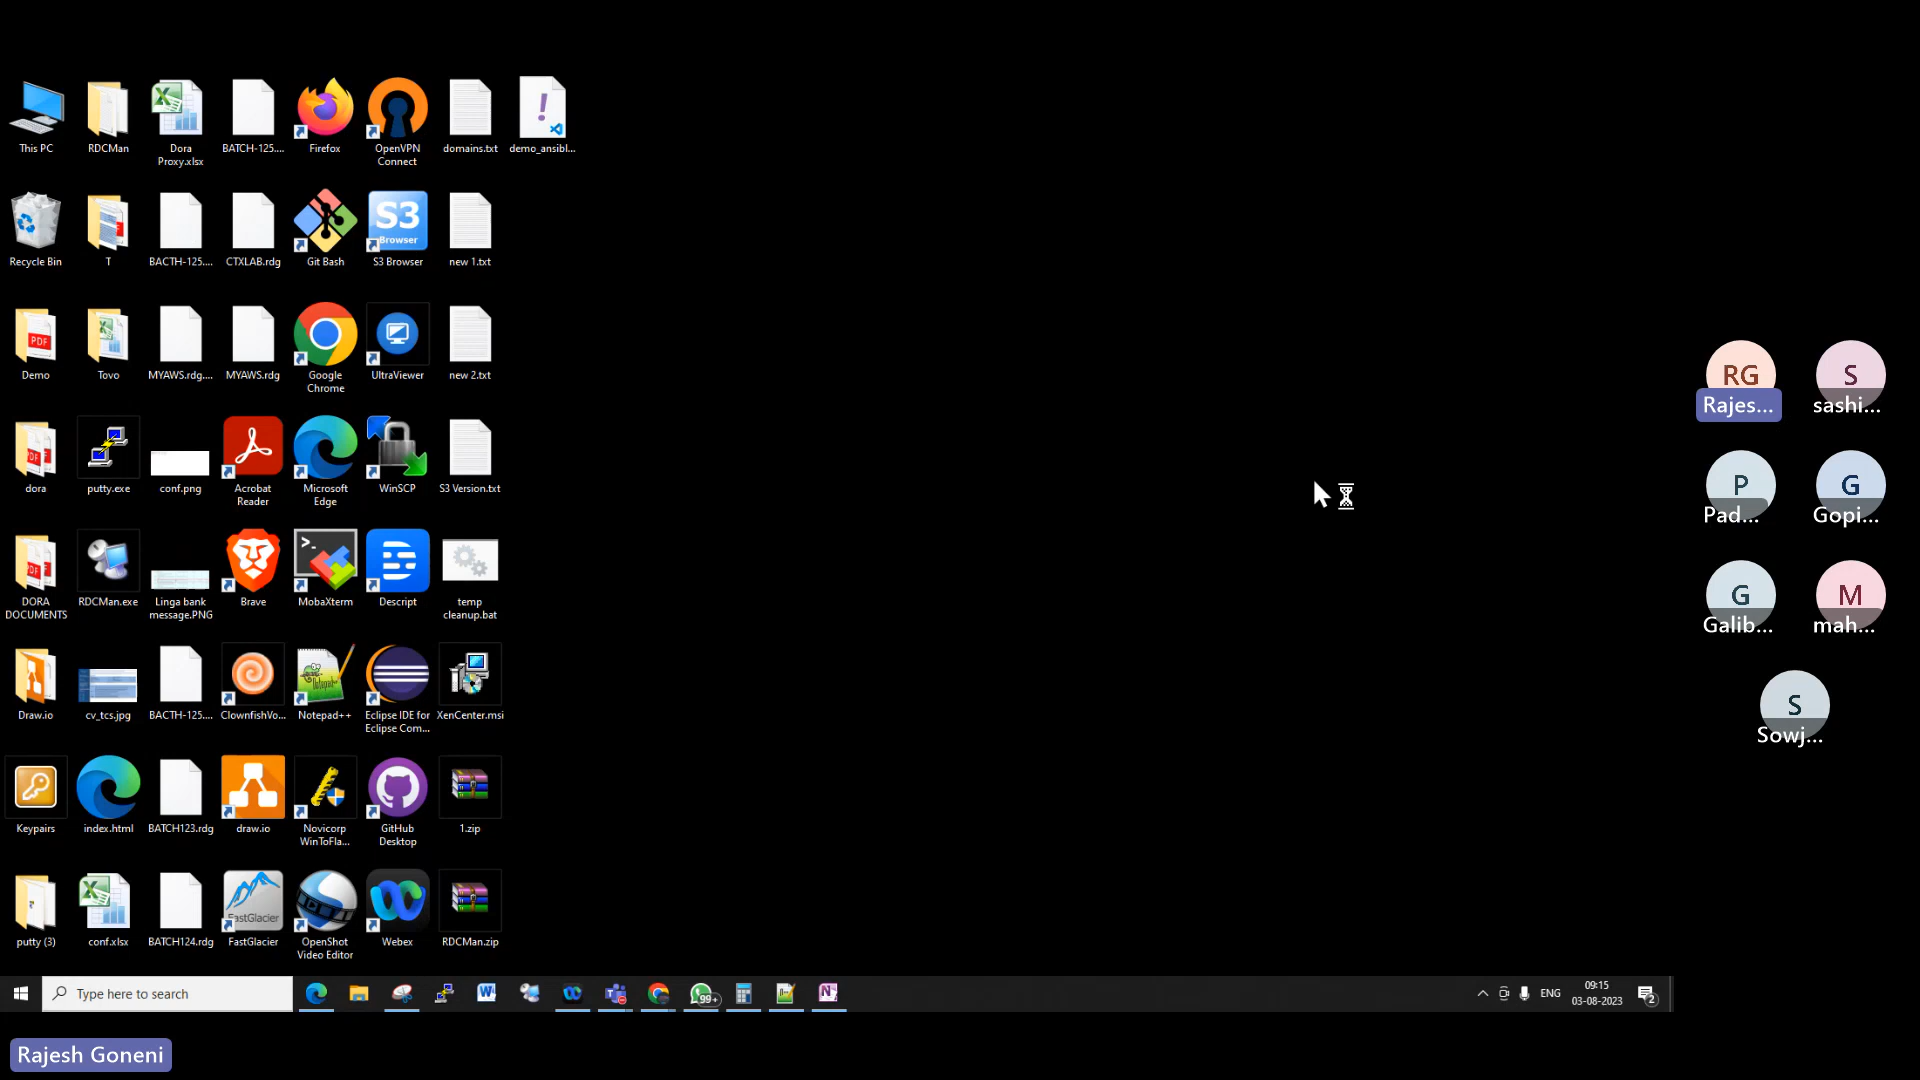 This PC
RDCMan
Dora
Proxy.xlsx
BATCH-125....
Firefox
OpenVPN
Connect
domains.txt
demo_ansibl...
Recycle Bin
T
BACTH-125....
CTXLAB.rdg
Git Bash
S3
Browser
S3 Browser
new 1.txt
PDF
Demo
Tovo
MYAWS.rdg....
MYAWS.rdg
Google
Chrome
UltraViewer
new 2.txt
dora
putty.exe
conf.png
Acrobat
Reader
Microsoft
Edge
WinSCP
S3 Version.txt
DORA
DOCUMENTS
RDCMan.exe
Linga bank
message.PNG
Brave
MobaXterm
Descript
temp
cleanup.bat
Draw.io
cv_tcs.jpg
BACTH-125....
ClownfishVo...
Notepad++
Eclipse IDE for
Eclipse Com...
XenCenter.msi
Keypairs
index.html
BATCH123.rdg
draw.io
Novicorp
WinToFla...
GitHub
Desktop
1.zip
putty (3)
conf.xlsx
BATCH124.rdg
FastGlacier
FastGlacier
OpenShot
Video Editor
Webex
RDCMan.zip
RG
Rajes...
S
sashi...
P
Pad...
G
Gopi...
G
Galib...
M
mah...
S
Sowj...
Type here to search
99+
ENG
09:15
03-08-2023
2
Rajesh Goneni